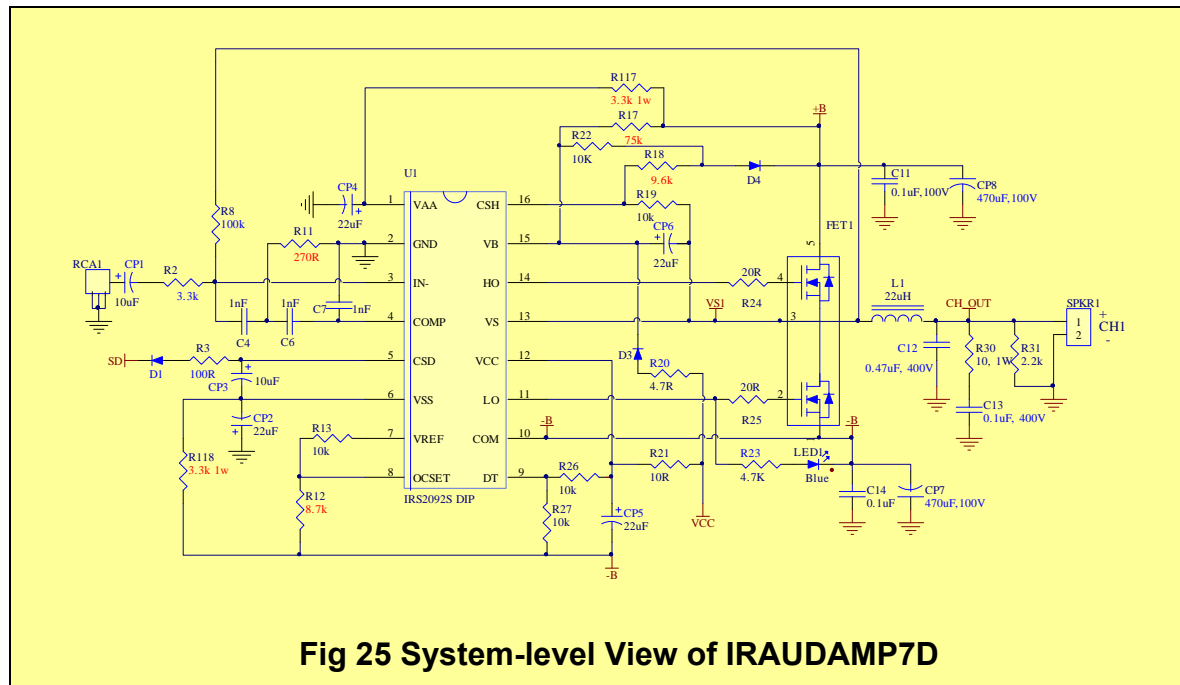 R117
3.3k 1w
R17
75k
+B
R22
10K
R18
9.6k
D4
U1
CP4
22uF
R19
10k
C11
0.1uF,100V
CP8
470uF,100V
R8
100k
R11
270R
1
VAA
CSH
16
CP6
22uF
FET1
2
GND
VB
15
5
RCA1
CP1
10uF
R2
3.3k
3
IN-
HO
14
20R
R24
4
L1
22uH
1nF
C4
1nF
C6
C7
1nF
4
COMP
VS
13
VS1
3
CH_OUT
SPKR1
1
2
+
CH1
-
SD
D1
R3
100R
5
CSD
VCC
12
D3
R20
4.7R
C12
0.47uF, 400V
R30
10, 1W
R31
2.2k
CP3
10uF
6
VSS
LO
11
20R
R25
2
C13
0.1uF, 400V
CP2
22uF
R13
10k
7
VREF
COM
10
-B
-B
R118
3.3k 1w
8
OCSET
DT
9
R26
10k
R21
10R
R23
4.7K
LED1
Blue
IRS2092S DIP
R12
8.7k
R27
10k
CP5
22uF
VCC
C14
0.1uF
CP7
470uF,100V
-B
Fig 25 System-level View of IRAUDAMP7D